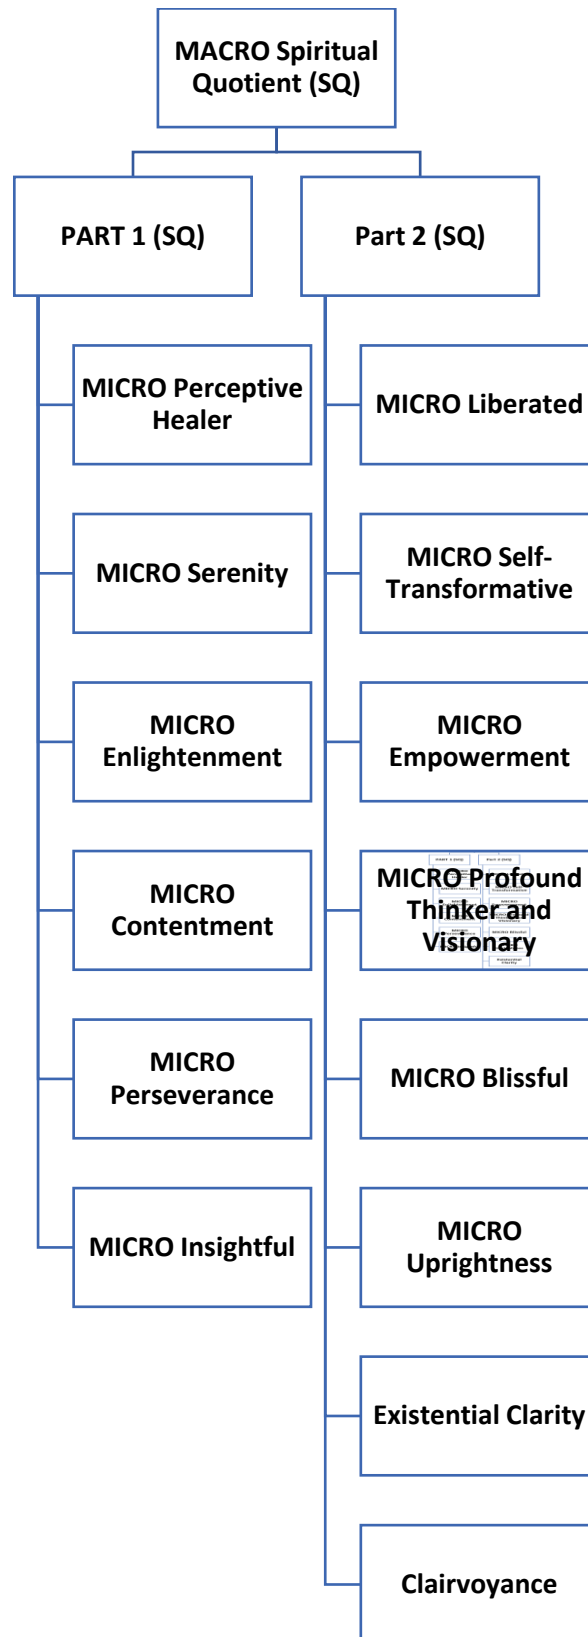 MACRO Spiritual
Quotient (SQ)
PART 1 (SQ)
Part 2 (SQ)
MICRO Perceptive
Healer
MICRO Serenity
MICRO
Enlightenment
MICRO
Contentment
MICRO
Perseverance
MICRO Insightful
MICRO Liberated
MICRO Self-
Transformative
MICRO
Empowerment
MICRO Profound
Thinker and
Visionary
MICRO Blissful
MICRO
Uprightness
Existential Clarity
Clairvoyance